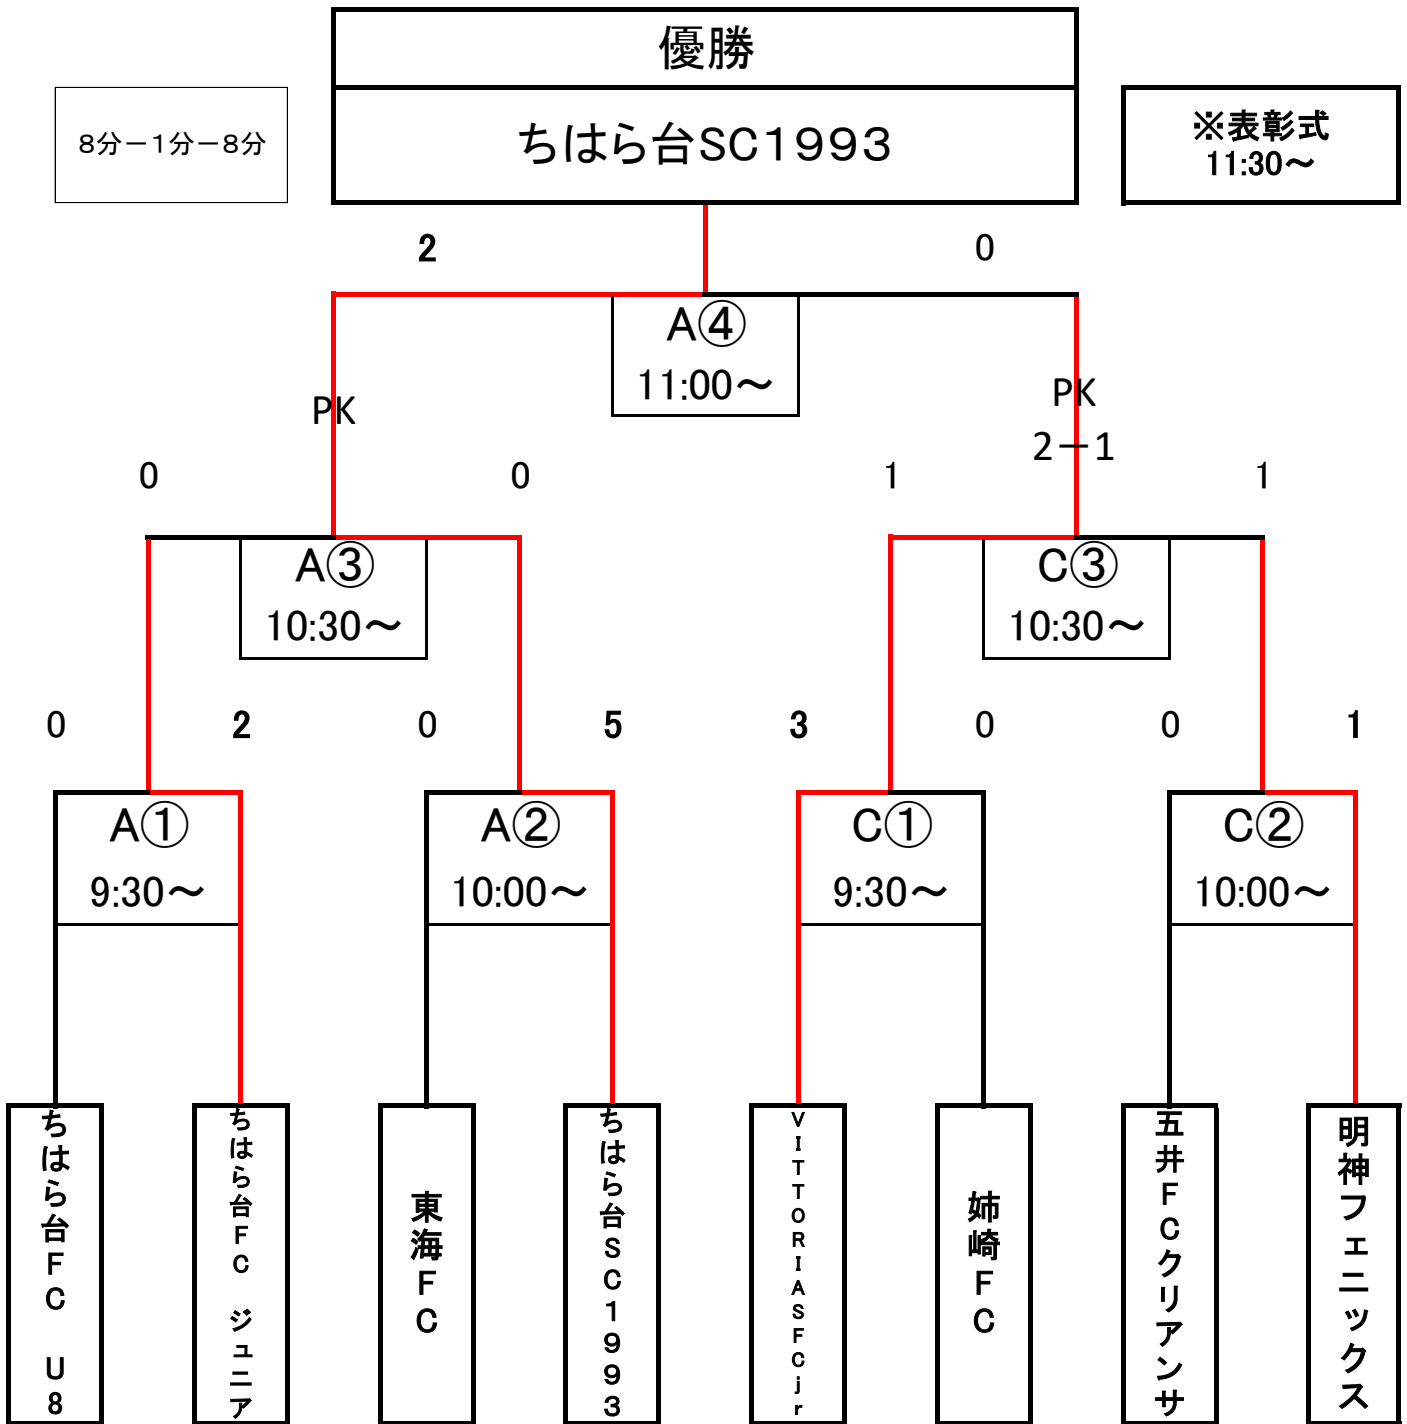 優勝
8分－1分－8分
ちはら台SC1993
※表彰式
11:30～
2
0
A④
11:00～
PK
PK
2－1
0
0
1
1
A③
10:30～
C③
10:30～
0
2
0
5
3
0
0
1
A①
9:30～
A②
10:00～
C①
9:30～
C②
10:00～
ちはら台FC U8
ちはら台FC ジュニア
東海FC
ちはら台SC1993
VITTORIASFCjr
姉崎FC
五井FCクリアンサ
明神フェニックス